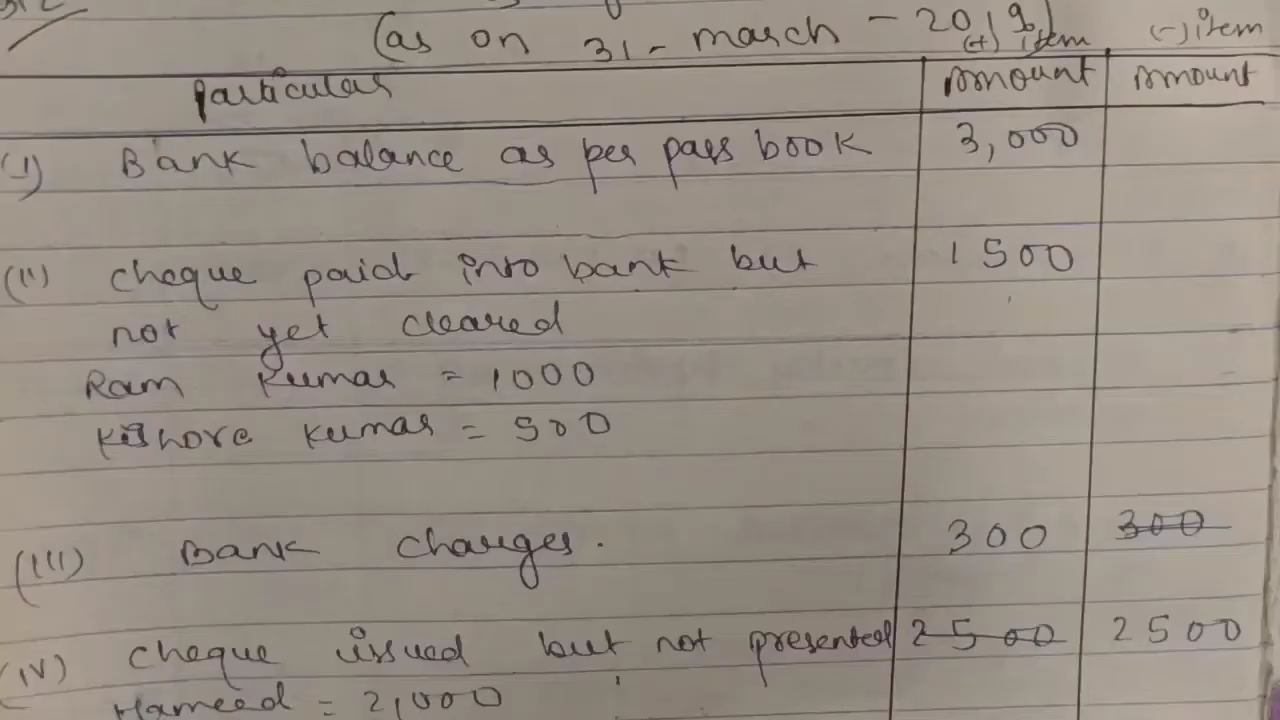 (as on 31 - march - 2019)
(+) item (-) item
particular Amount Amount
(I) Bank balance as per pass book 3,000
(II) cheque paid into bank but 1500
not yet cleared
Ram Kumar = 1000
Kishore Kumar = 500
(III) Bank charges. 300 300
(IV) cheque issued but not presented 2500 2500
Hameed = 2,000